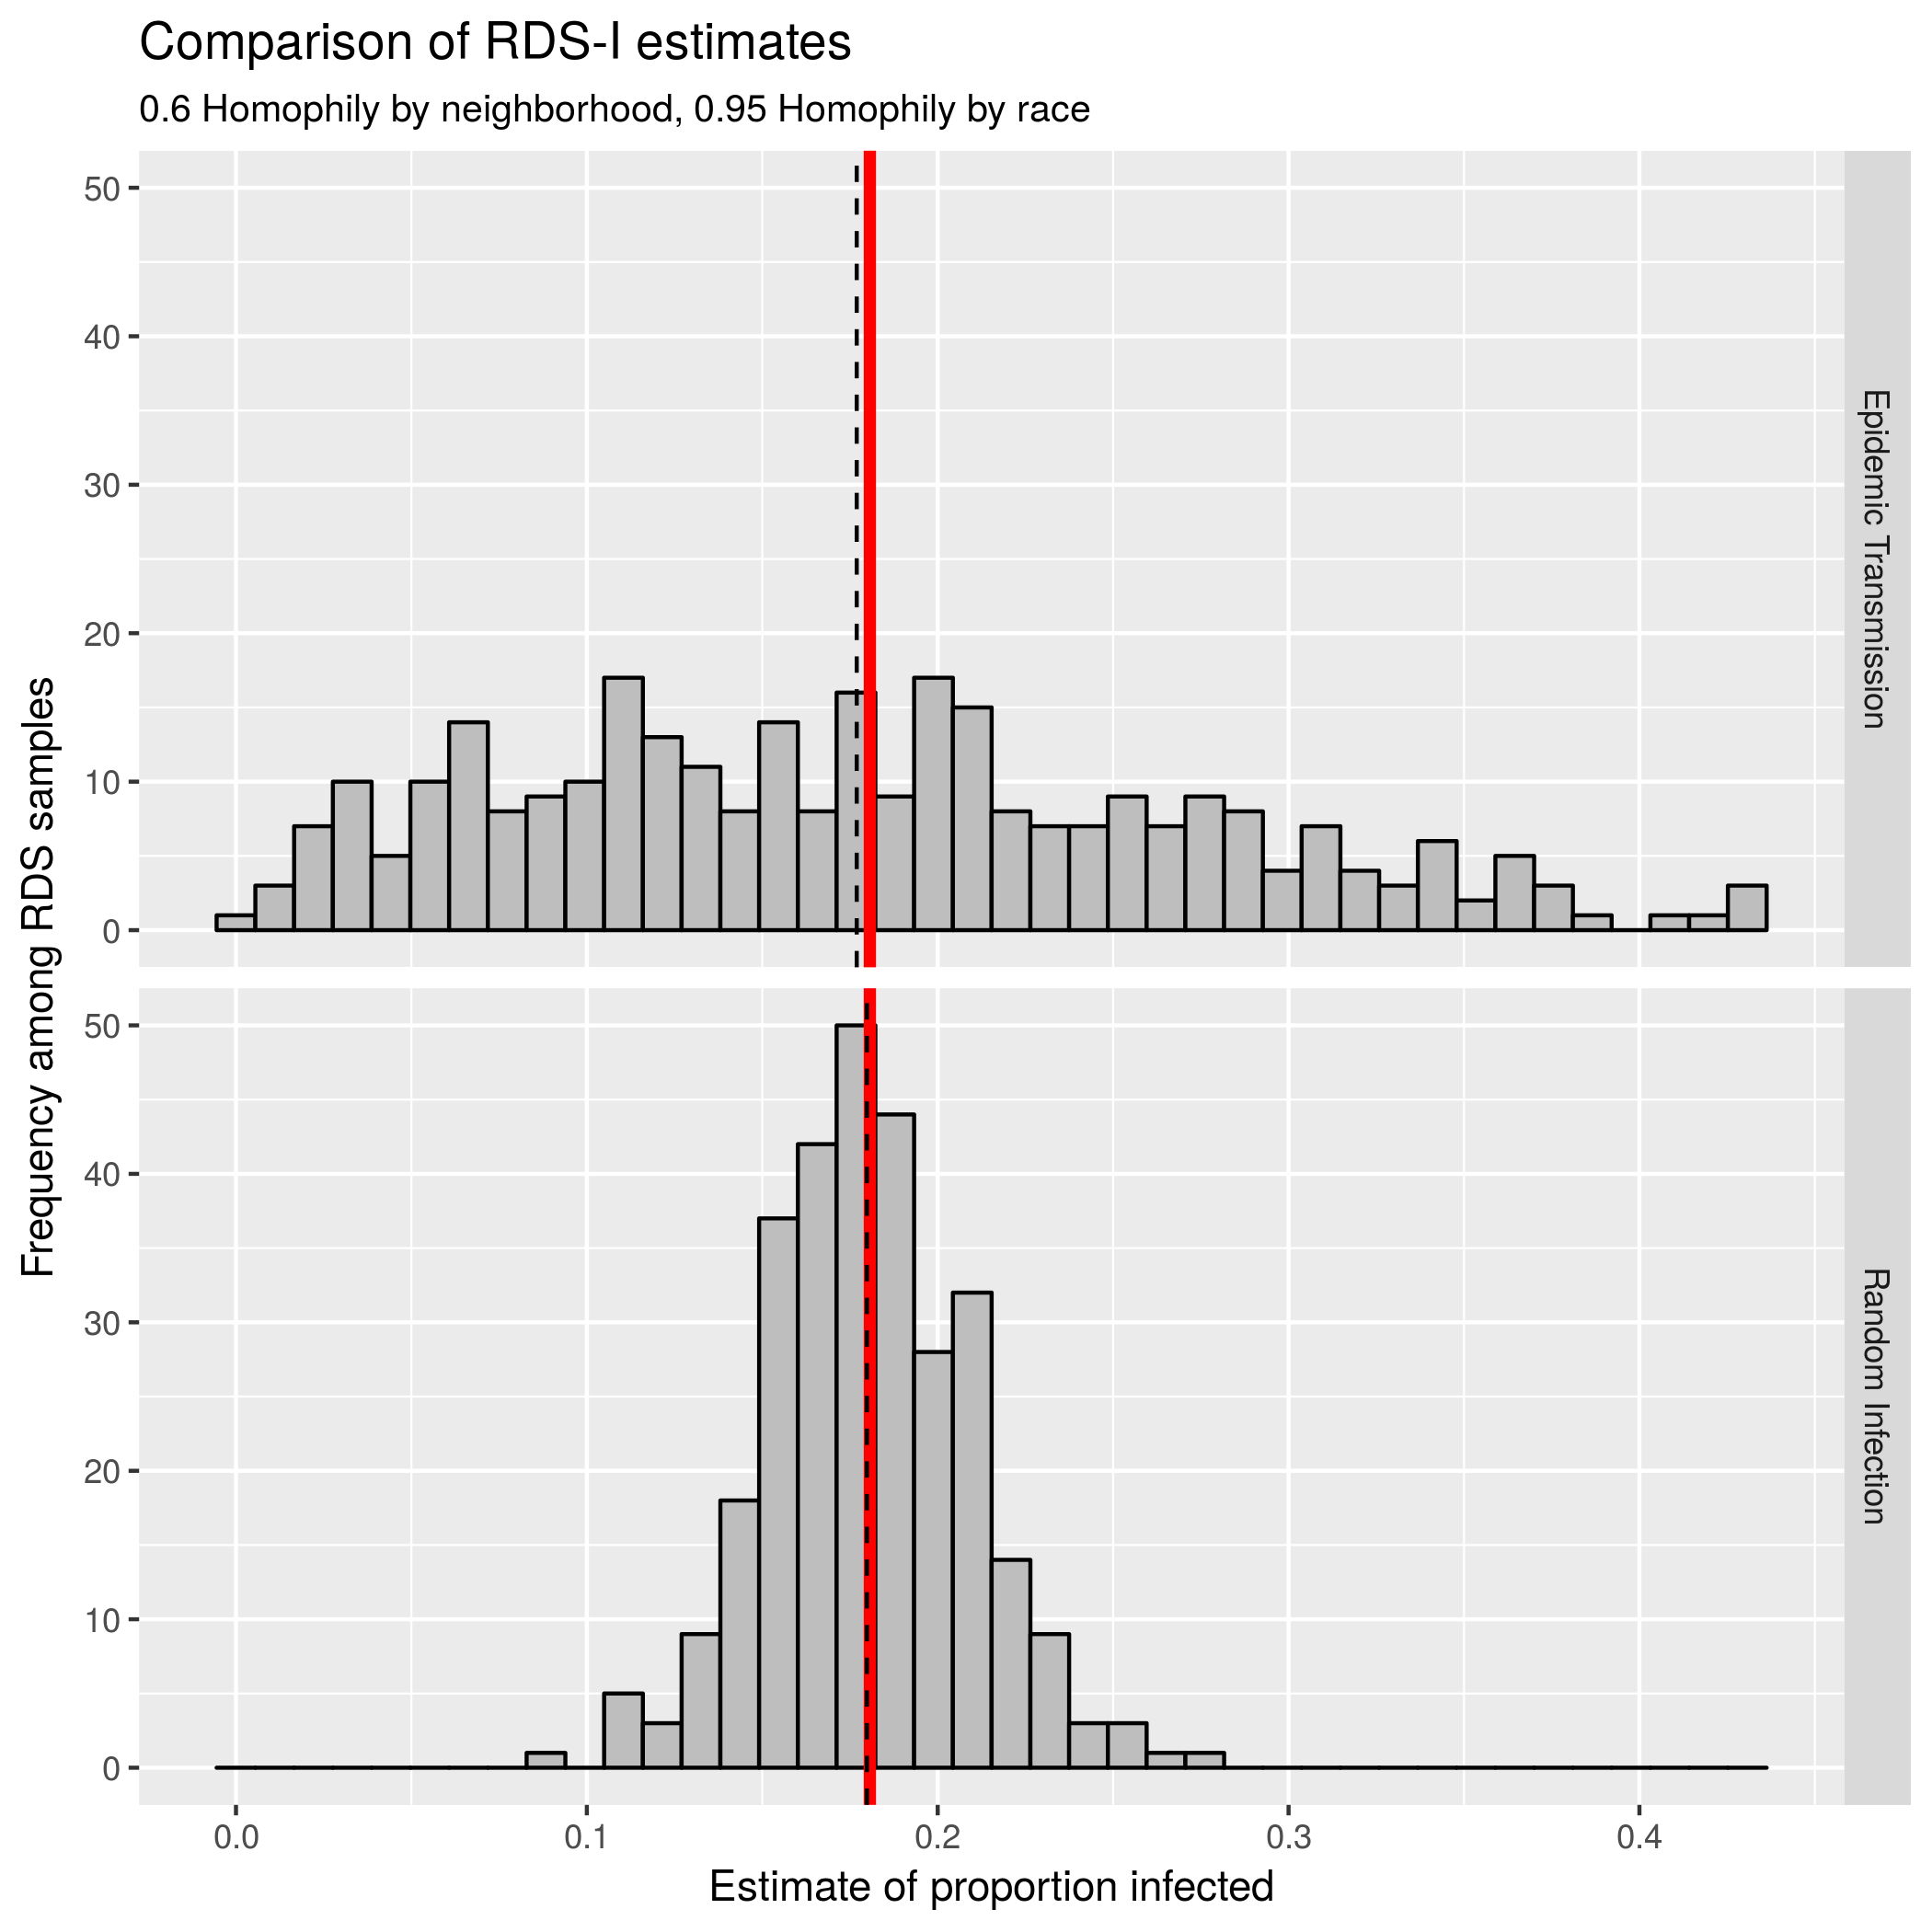 Comparison of RDS-I estimates
0.6 Homophily by neighborhood, 0.95 Homophily by race
Frequency among RDS samples
50
40
30
20
10
0
Epidemic Transmission
50
40
30
20
10
0
Random Infection
0.0 0.1 0.2 0.3 0.4
Estimate of proportion infected